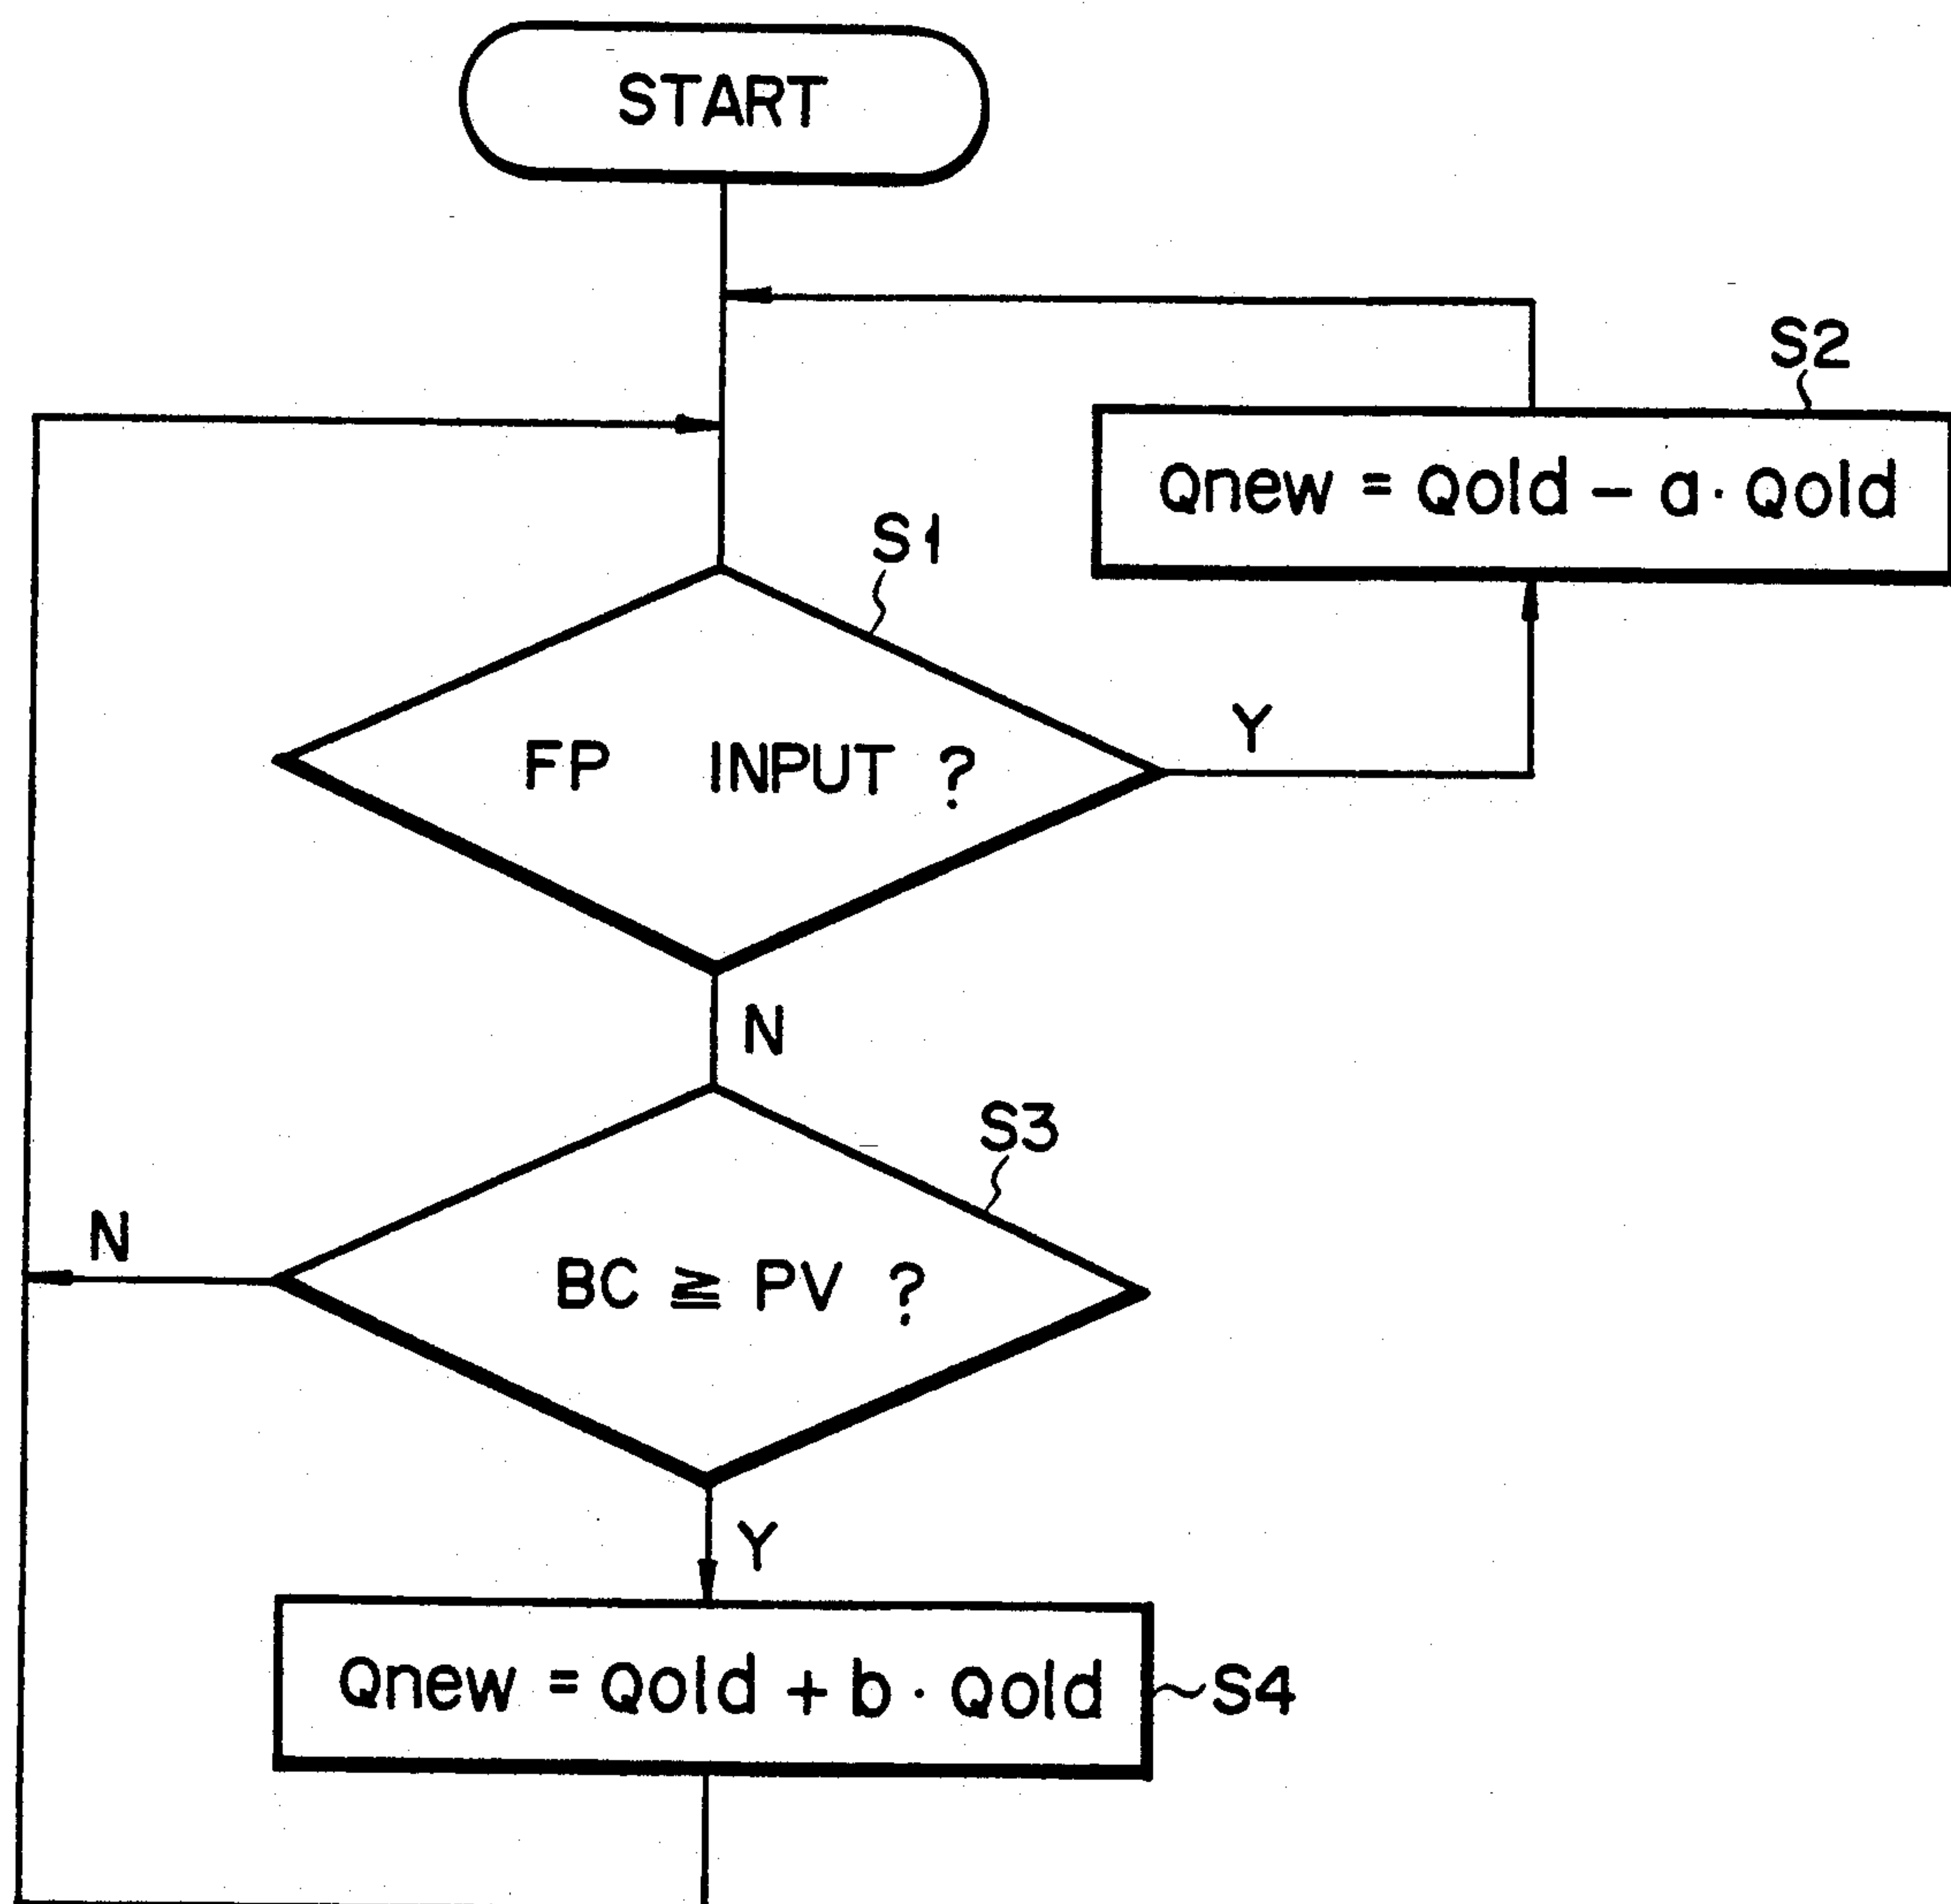 START
S2
Qnew = Qold - a · Qold
S1
FP INPUT ?
Y
N
S3
N
BC ≧ PV ?
Y
Qnew = Qold + b · Qold
S4